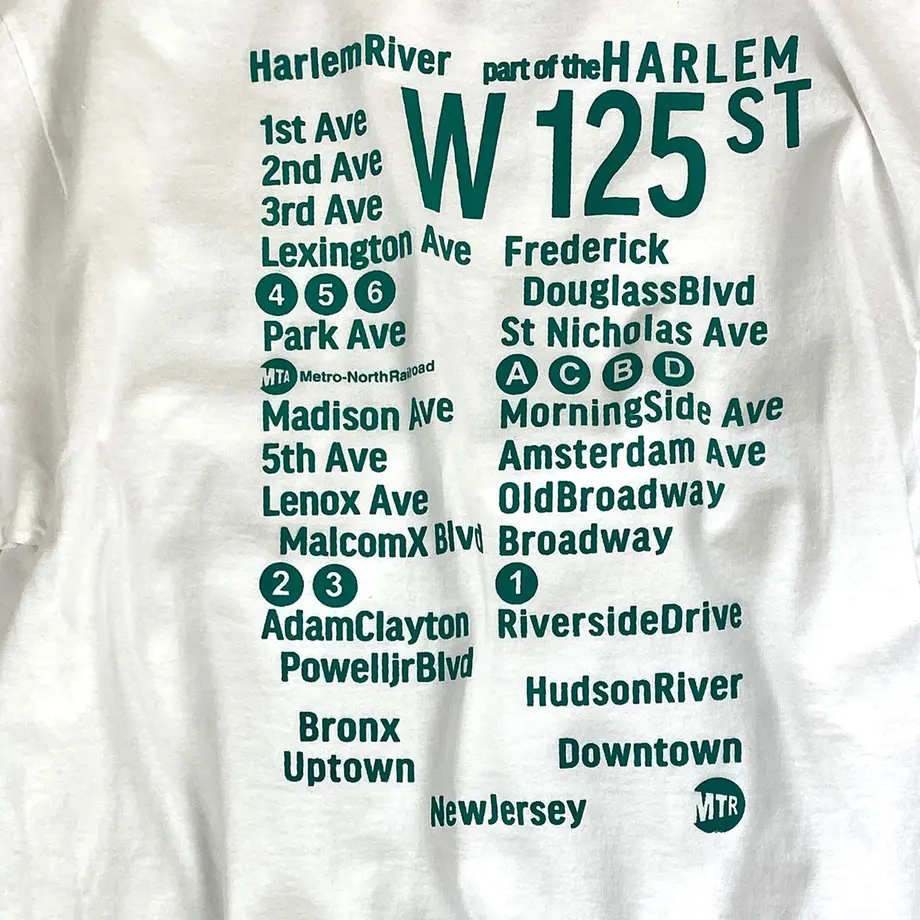 HarlemRiver
part of the HARLEM
W 125 ST
1st Ave
2nd Ave
3rd Ave
Lexington Ave
4 5 6
Park Ave
MTA Metro-NorthRailroad
Madison Ave
5th Ave
Lenox Ave
MalcomX Blvd
2 3
AdamClayton
PowelljrBlvd
Bronx
Uptown
Frederick
DouglassBlvd
St Nicholas Ave
A C B D
MorningSide Ave
Amsterdam Ave
OldBroadway
Broadway
1
RiversideDrive
HudsonRiver
Downtown
NewJersey
MTR